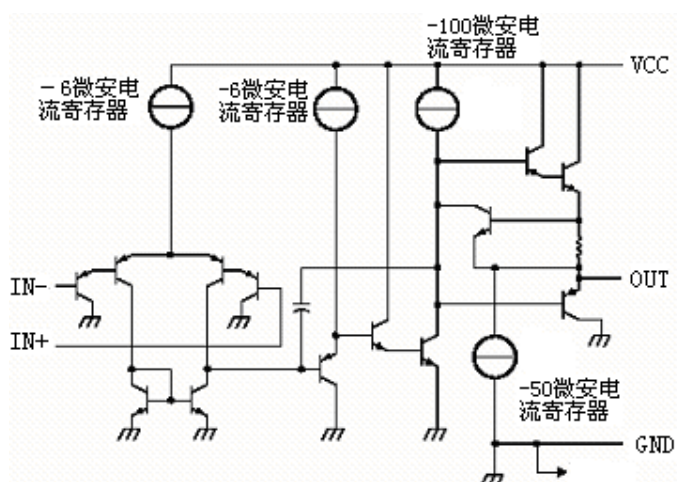 -100微安电
流寄存器
VCC
-6微安电
流寄存器
-6微安电
流寄存器
IN-
OUT
IN+
-50微安电
流寄存器
GND